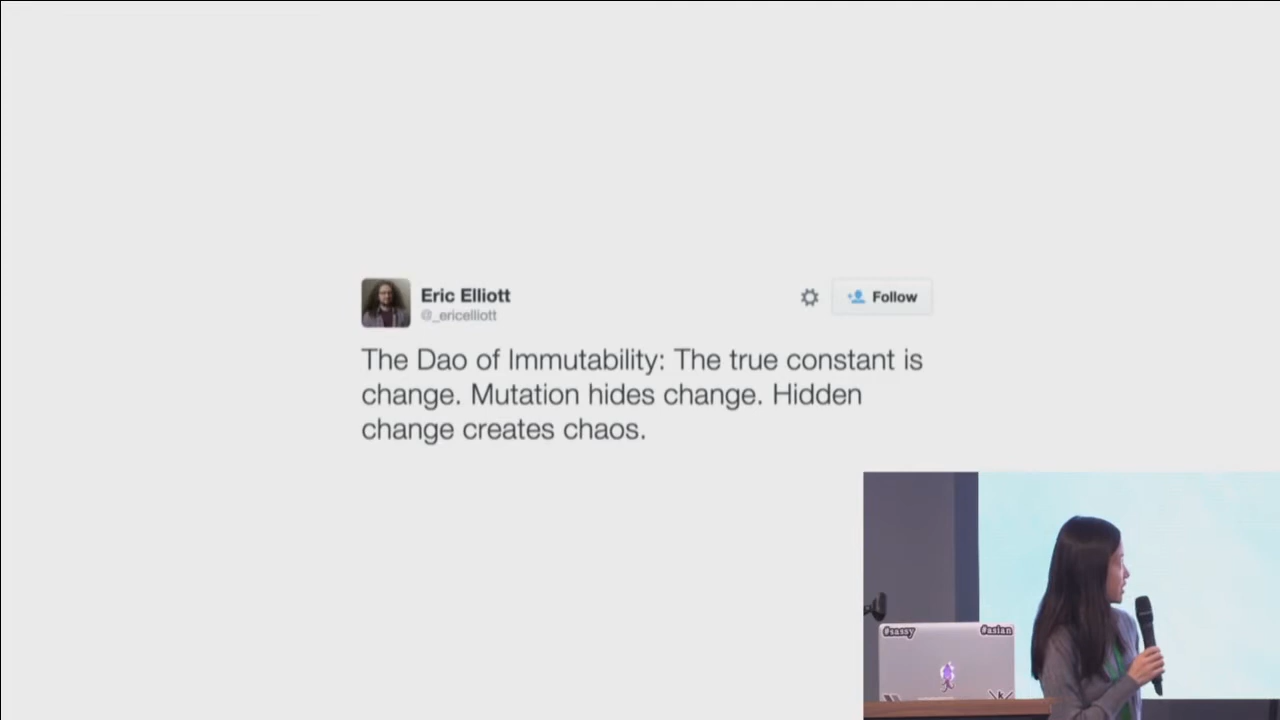 Eric Elliott
@_ericelliott
Follow
The Dao of Immutability: The true constant is
change. Mutation hides change. Hidden
change creates chaos.
#sassy
#asian